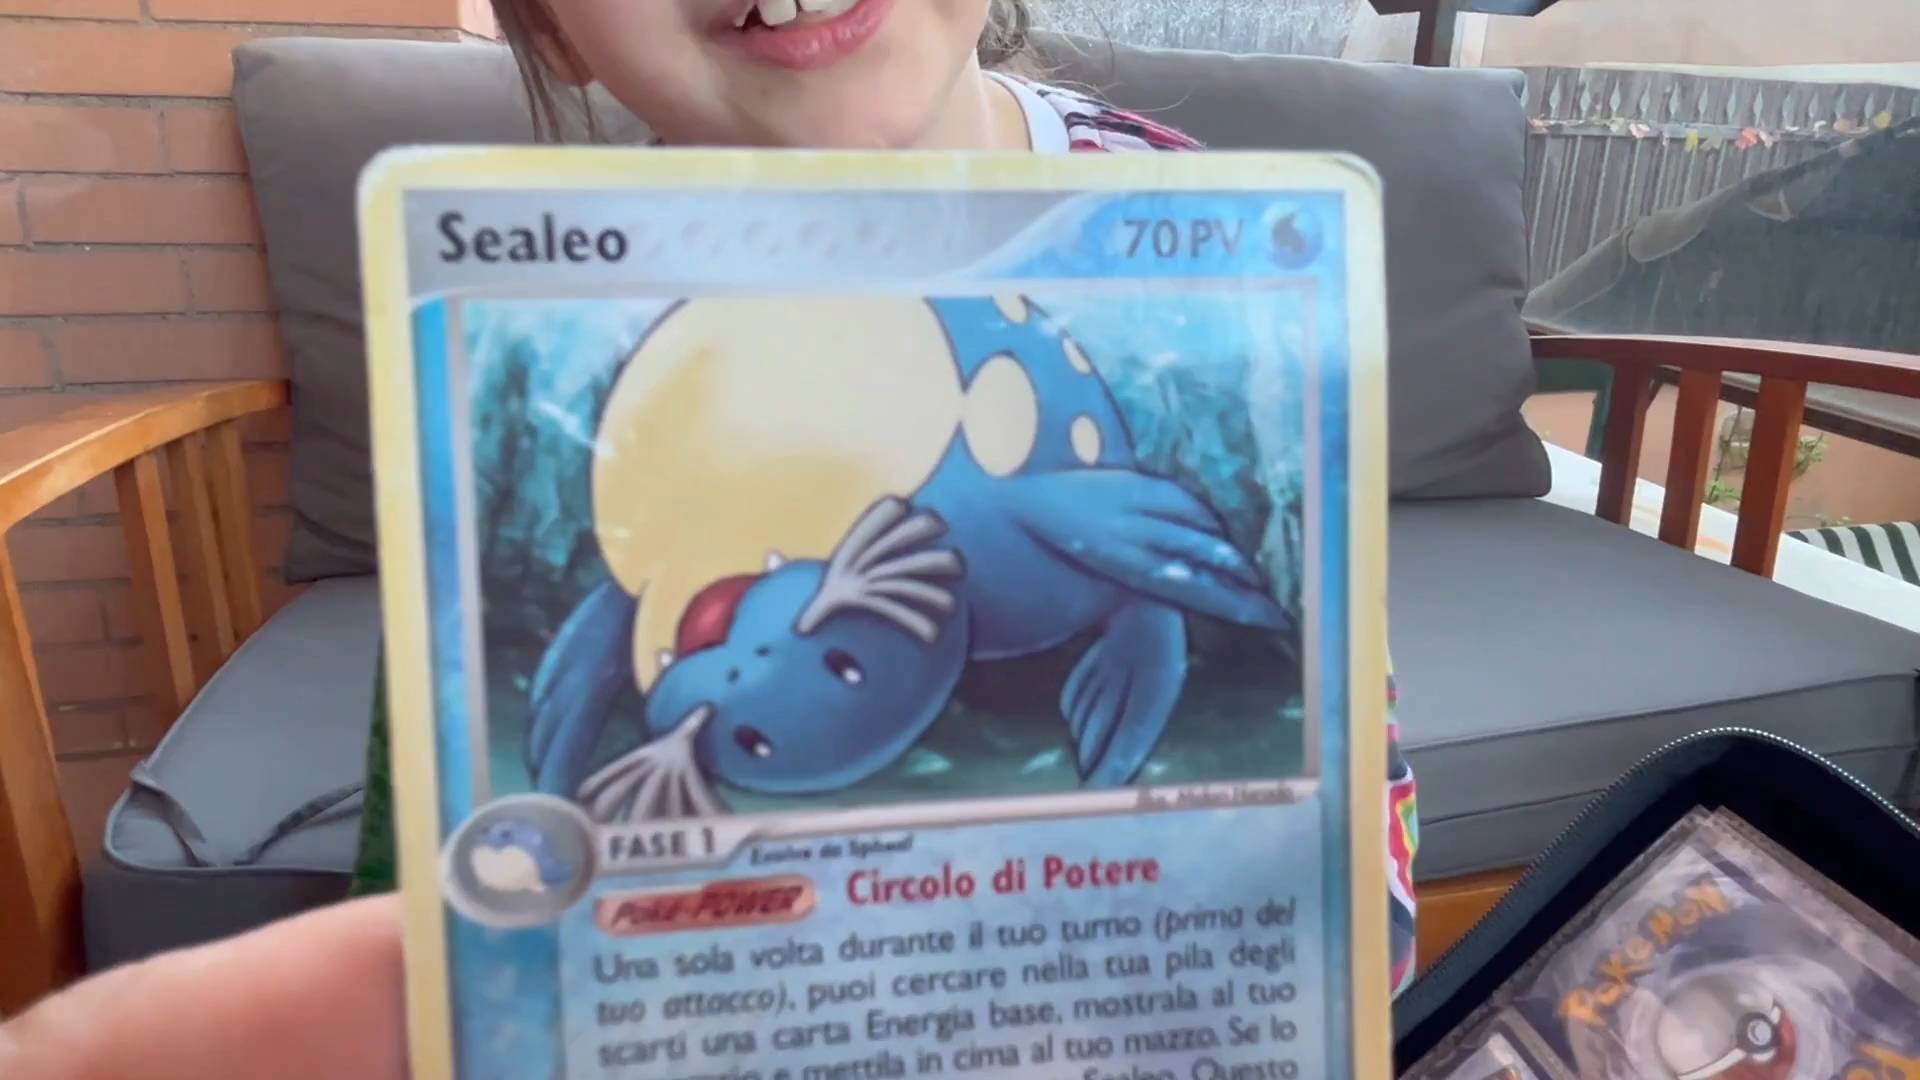 Sealeo
70 PV
FASE 1
Evolve da Spheal
Poké-POWER
Circolo di Potere
Una sola volta durante il tuo turno (prima del
tuo attacco), puoi cercare nella tua pila degli
scarti una carta Energia base, mostrala al tuo
e mettila in cima al tuo mazzo. Se lo
Sealeo. Questo
POKéMON